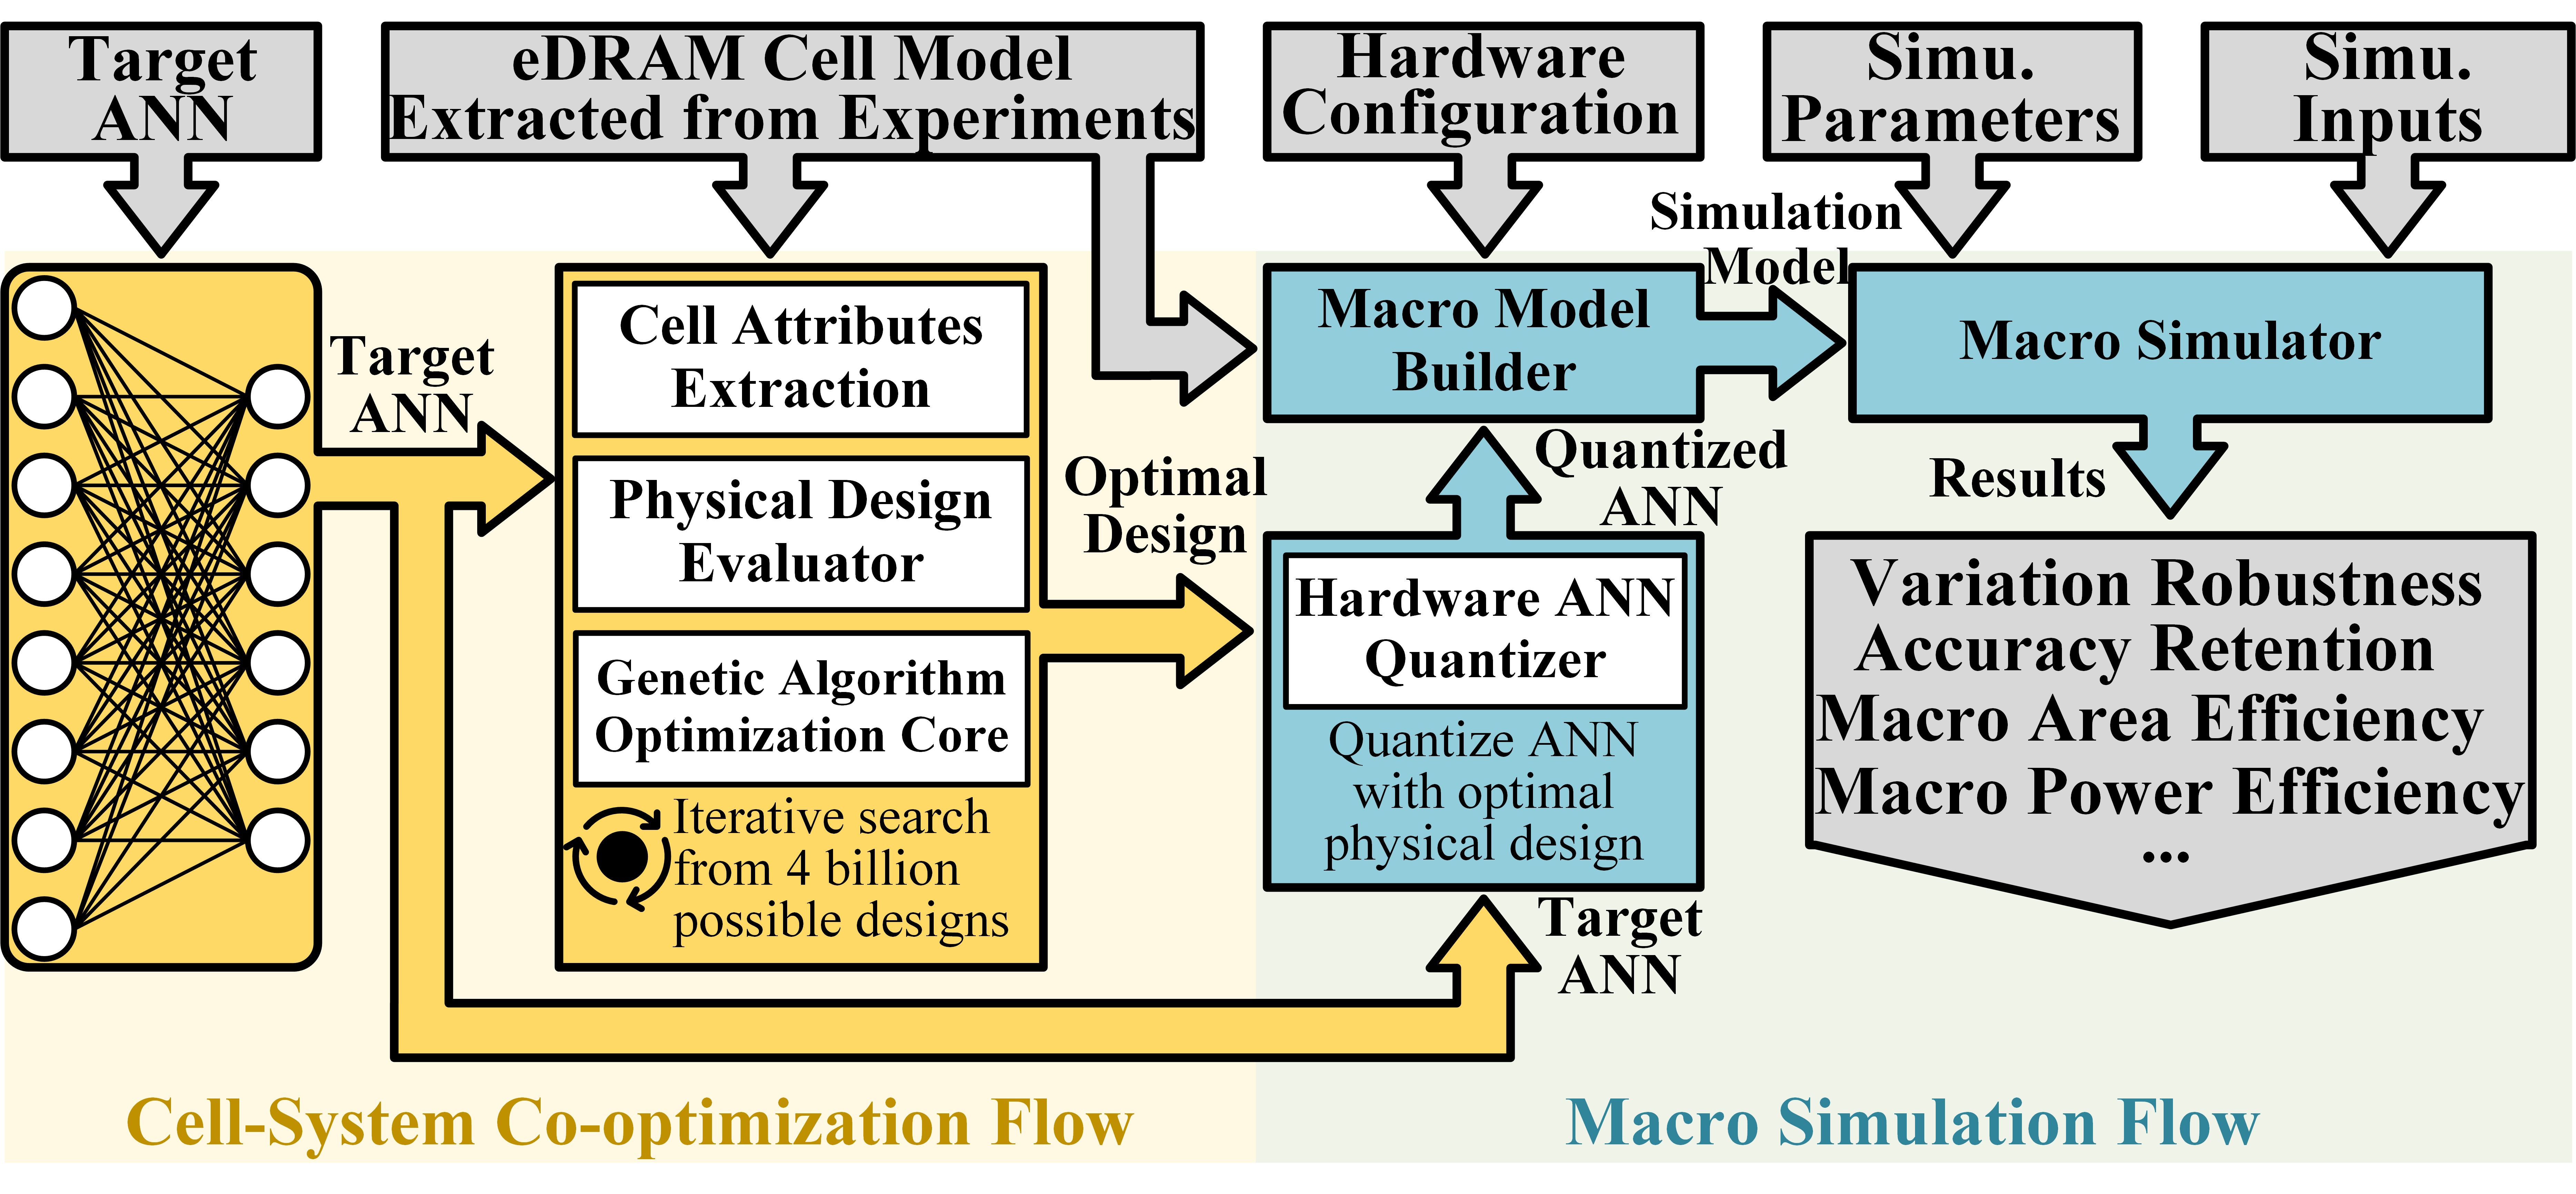 Target
ANN
eDRAM Cell Model
Extracted from Experiments
Hardware
Configuration
Simu.
Parameters
Simu.
Inputs
Target
ANN
Cell Attributes
Extraction
Physical Design
Evaluator
Genetic Algorithm
Optimization Core
Iterative search
from 4 billion
possible designs
Optimal
Design
Macro Model
Builder
Simulation
Model
Macro Simulator
Quantized
ANN
Hardware ANN
Quantizer
Quantize ANN
with optimal
physical design
Target
ANN
Results
Variation Robustness
Accuracy Retention
Macro Area Efficiency
Macro Power Efficiency
...
Cell-System Co-optimization Flow
Macro Simulation Flow